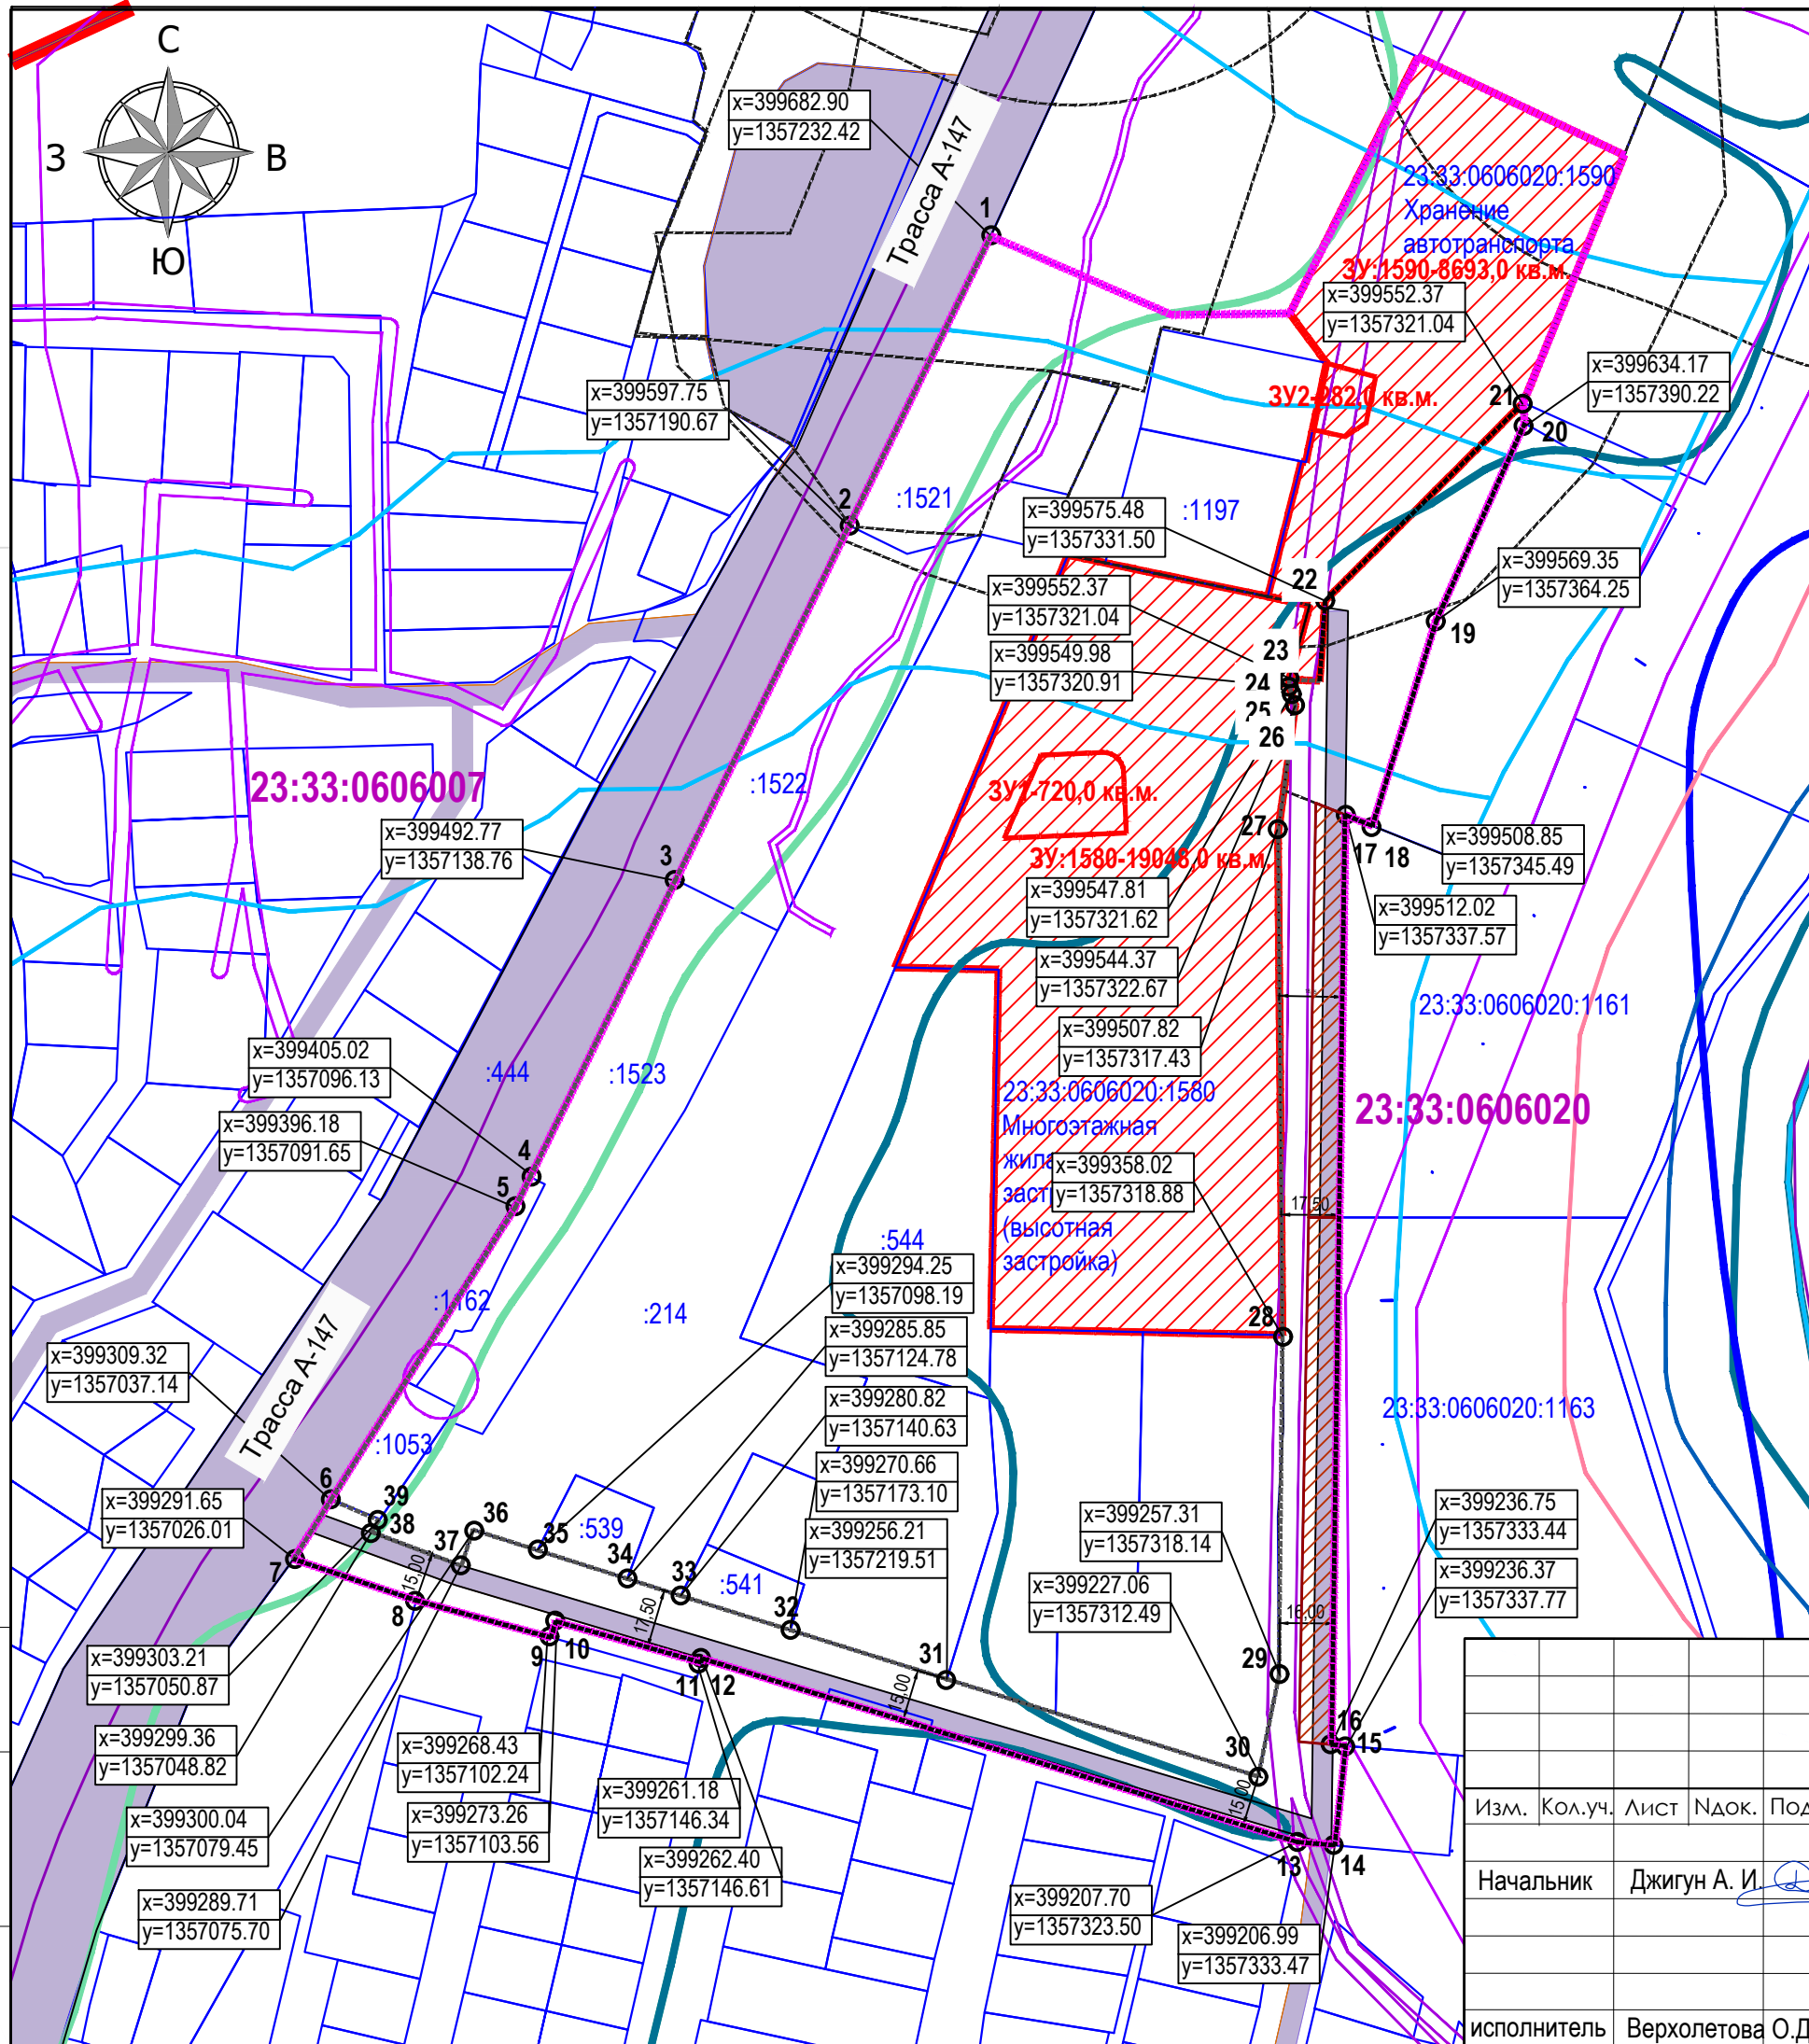 С
З
В
Ю
x=399682.90
y=1357232.42
Трасса А-147
1
23:33:0606020:1590
Хранение
автотранспорта
ЗУ:1590-8693,0 кв.м.
x=399552.37
y=1357321.04
x=399634.17
y=1357390.22
x=399597.75
y=1357190.67
ЗУ2-282,0 кв.м.
21
20
2
:1521
x=399575.48
y=1357331.50
:1197
22
x=399569.35
y=1357364.25
x=399552.37
y=1357321.04
19
23
x=399549.98
y=1357320.91
24
25
26
23:33:0606007
:1522
ЗУ1-720,0 кв.м.
x=399492.77
y=1357138.76
3
27
17
18
x=399508.85
y=1357345.49
ЗУ:1580-19048,0 кв.м.
x=399547.81
y=1357321.62
x=399512.02
y=1357337.57
x=399544.37
y=1357322.67
23:33:0606020:1161
x=399507.82
y=1357317.43
x=399405.02
y=1357096.13
:444
:1523
23:33:0606020:1580
Многоэтажная
23:33:0606020
x=399396.18
y=1357091.65
4
5
x=399358.02
y=1357318.88
17,50
(высотная
застройка)
:544
x=399294.25
y=1357098.19
:1162
:214
x=399285.85
y=1357124.78
28
Трасса А-147
x=399309.32
y=1357037.14
x=399280.82
y=1357140.63
23:33:0606020:1163
:1053
x=399270.66
y=1357173.10
6
39
38
x=399291.65
y=1357026.01
36
37
35
:539
x=399256.21
y=1357219.51
x=399257.31
y=1357318.14
x=399236.75
y=1357333.44
7
15,00
34
33
:541
x=399227.06
y=1357312.49
x=399236.37
y=1357337.77
8
17,50
32
16,00
9
10
x=399303.21
y=1357050.87
11
12
31
29
15,00
x=399299.36
y=1357048.82
x=399268.43
y=1357102.24
30
16
15
x=399261.18
y=1357146.34
15,00
x=399300.04
y=1357079.45
x=399273.26
y=1357103.56
13
14
x=399262.40
y=1357146.61
x=399289.71
y=1357075.70
x=399207.70
y=1357323.50
x=399206.99
y=1357333.47
Изм. Кол.уч. Лист Nдок. Под
Начальник Джигун А. И.
исполнитель Верхолетова О.Д